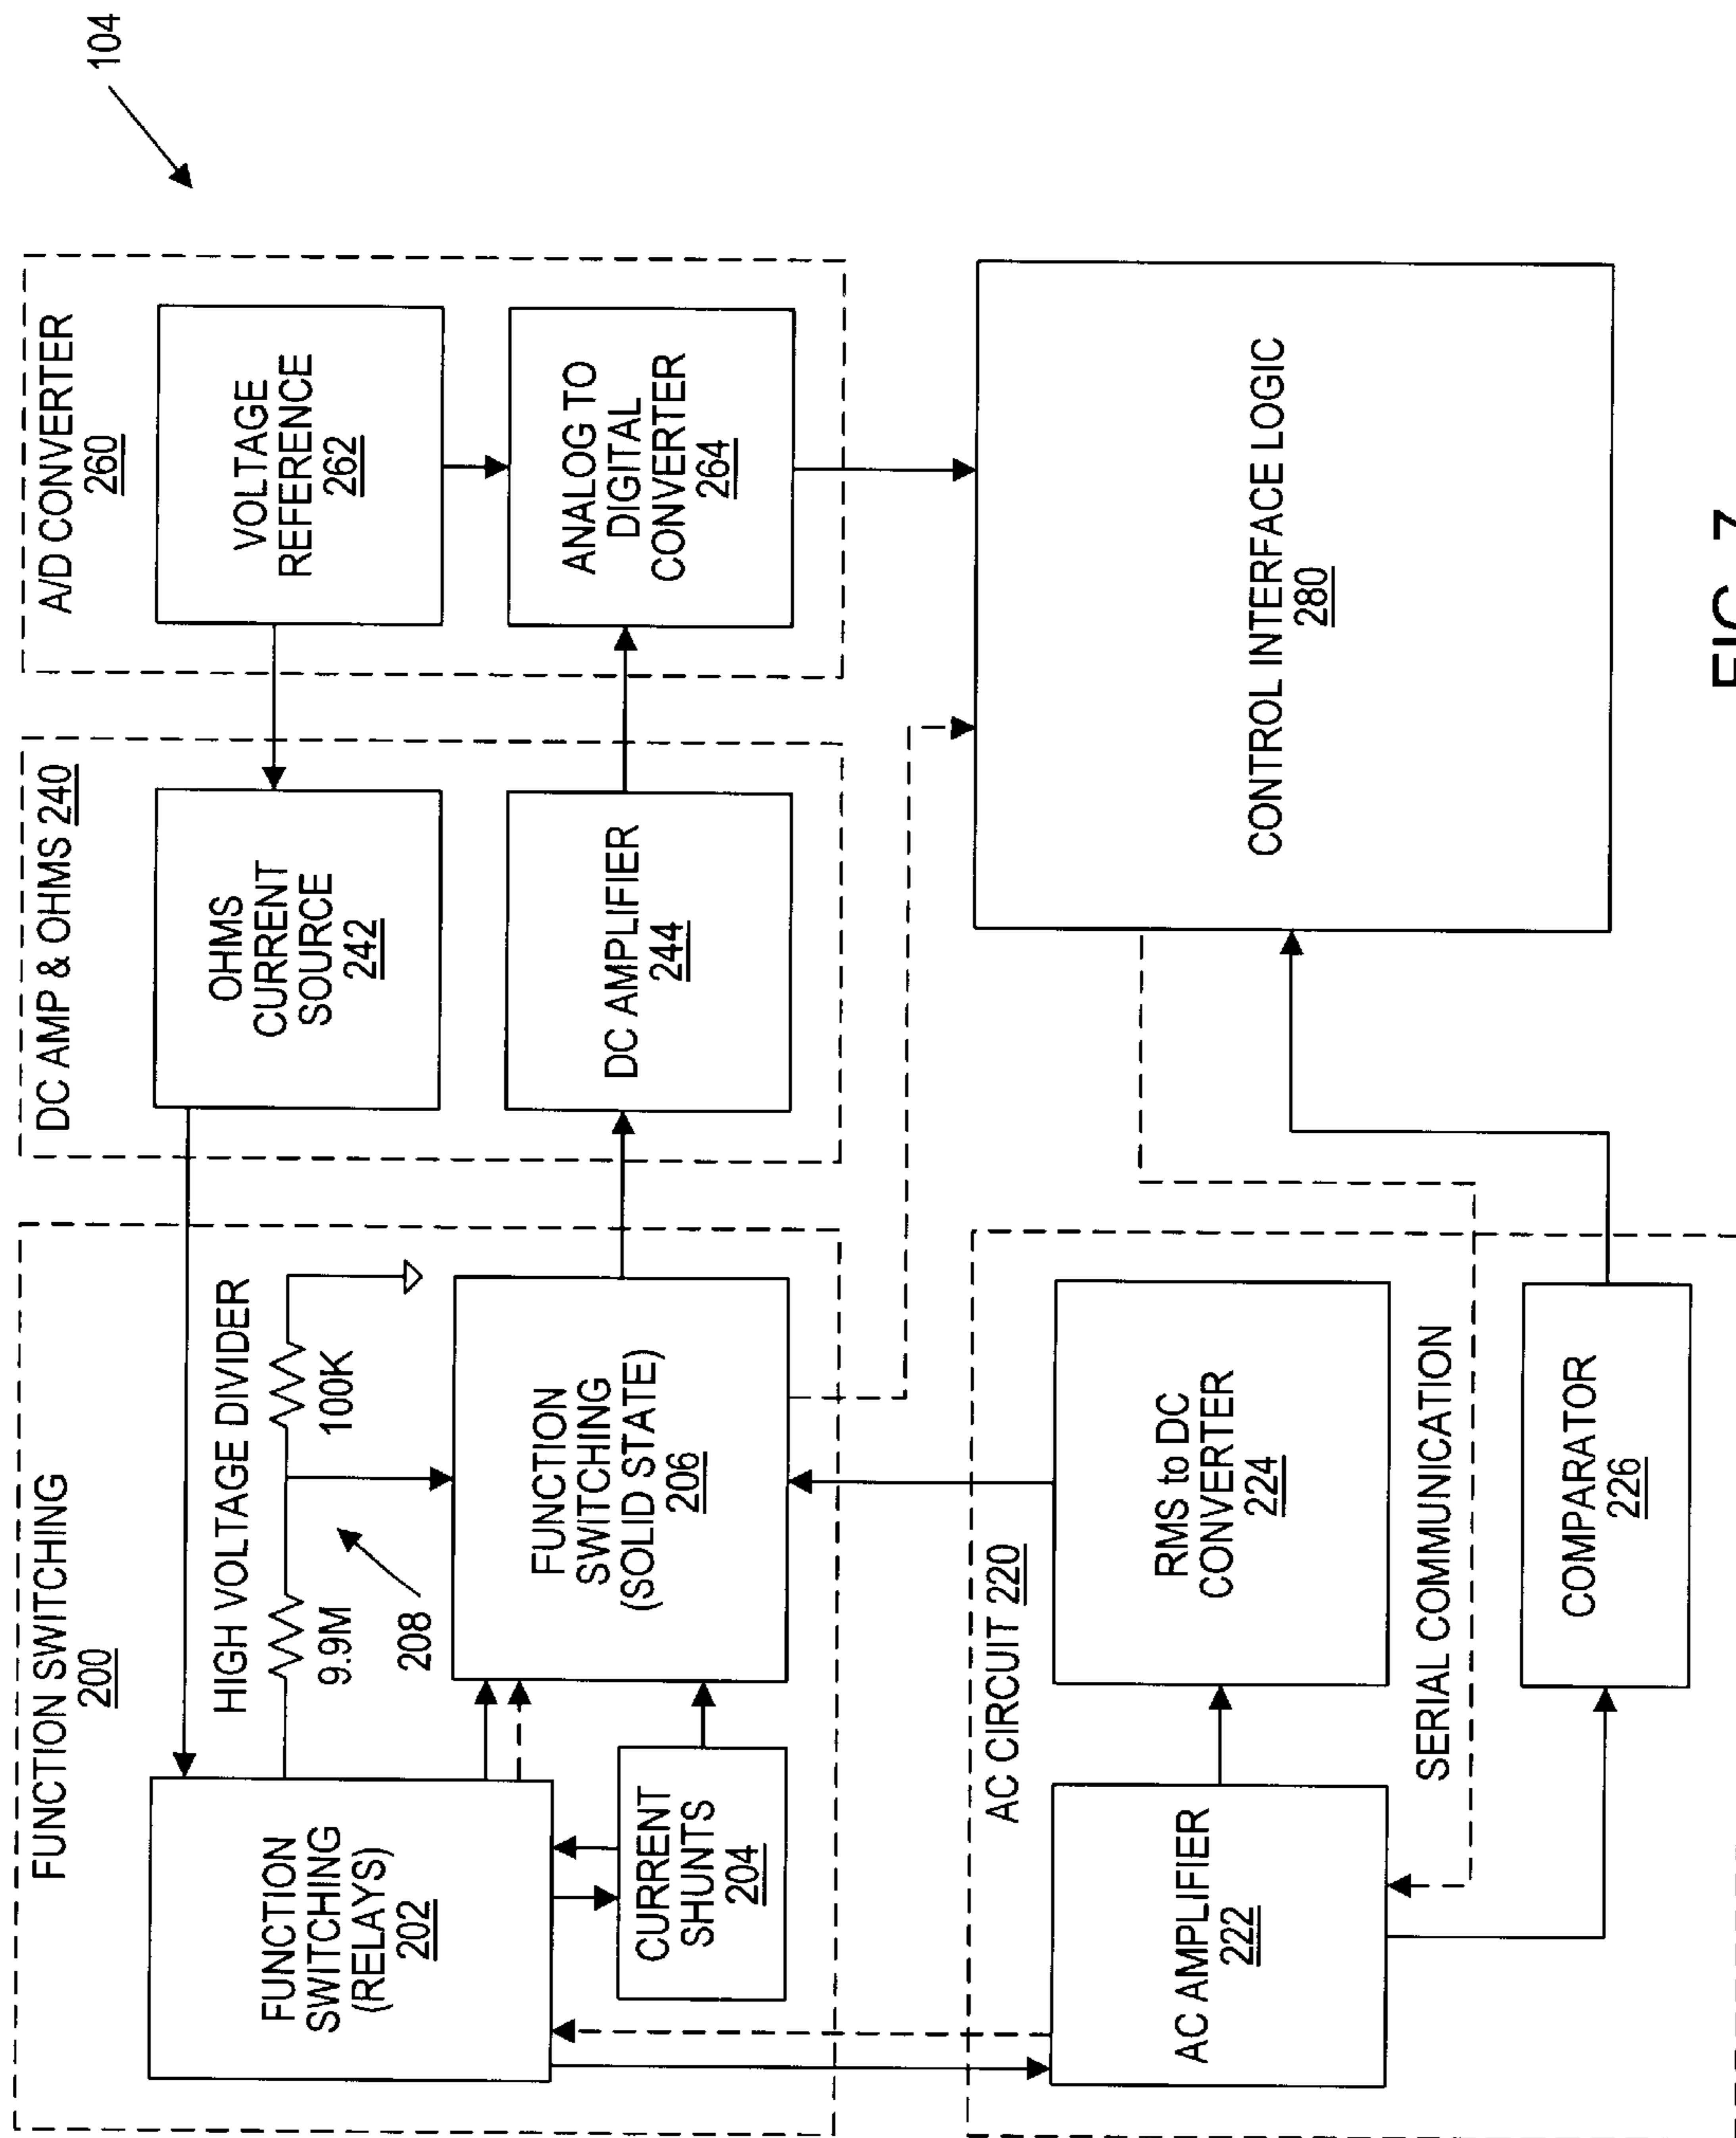 104
FUNCTION SWITCHING
200
HIGH VOLTAGE DIVIDER
9.9M
100K
208
FUNCTION
SWITCHING
(RELAYS)
202
CURRENT
SHUNTS
204
FUNCTION
SWITCHING
(SOLID STATE)
206
DC AMP & OHMS 240
OHMS
CURRENT
SOURCE
242
DC AMPLIFIER
244
A/D CONVERTER
260
VOLTAGE
REFERENCE
262
ANALOG TO
DIGITAL
CONVERTER
264
AC CIRCUIT 220
AC AMPLIFIER
222
RMS to DC
CONVERTER
224
SERIAL COMMUNICATION
COMPARATOR
226
CONTROL INTERFACE LOGIC
280
FIG. 7